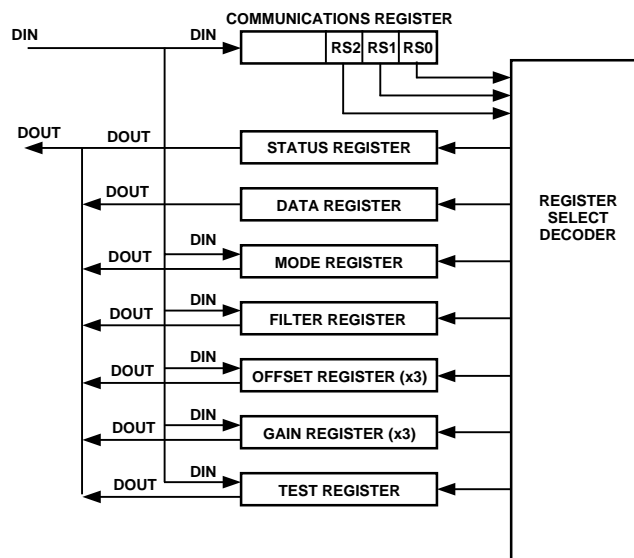 COMMUNICATIONS REGISTER
DIN
DIN
RS2 RS1 RS0
DOUT
DOUT
STATUS REGISTER
DOUT
DATA REGISTER
REGISTER
SELECT
DECODER
DIN
DOUT
MODE REGISTER
DIN
DOUT
FILTER REGISTER
DIN
DOUT
OFFSET REGISTER (x3)
DIN
DOUT
GAIN REGISTER (x3)
DIN
DOUT
TEST REGISTER